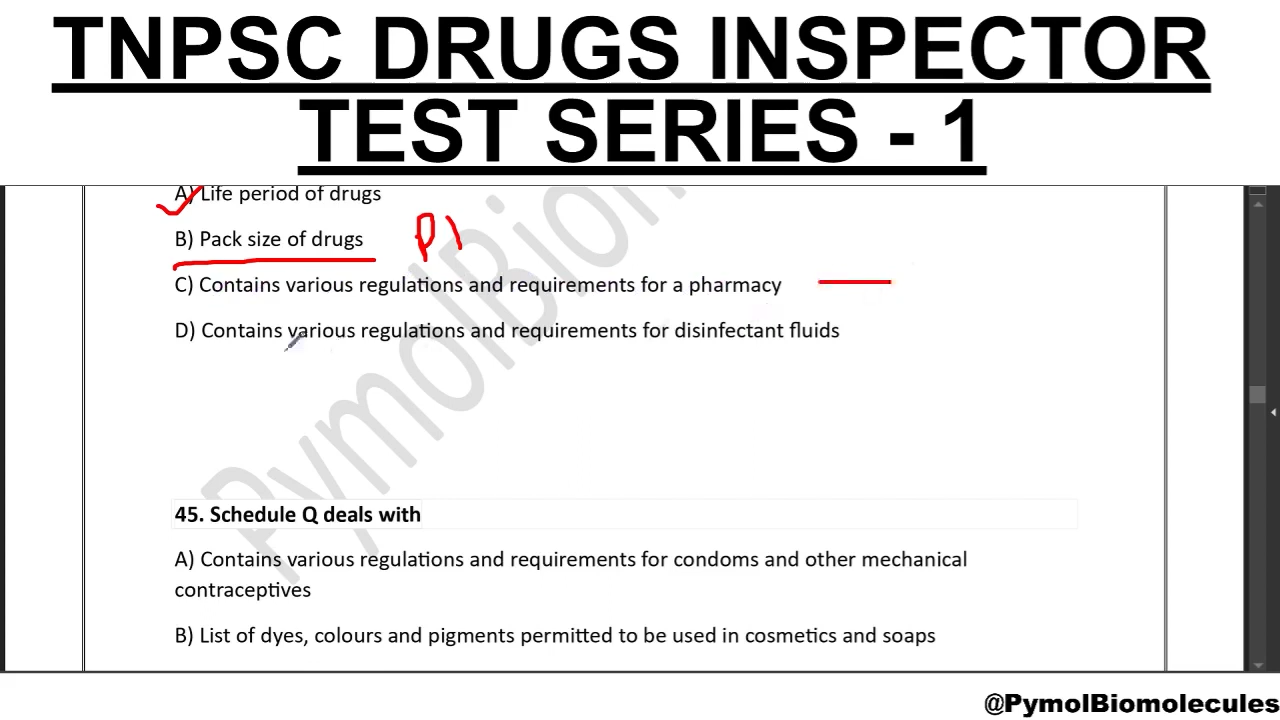 TNPSC DRUGS INSPECTOR
TEST SERIES - 1
A) Life period of drugs
B) Pack size of drugs
C) Contains various regulations and requirements for a pharmacy
D) Contains various regulations and requirements for disinfectant fluids
PymolBiom
45. Schedule Q deals with
A) Contains various regulations and requirements for condoms and other mechanical
contraceptives
B) List of dyes, colours and pigments permitted to be used in cosmetics and soaps
@PymolBiomolecules